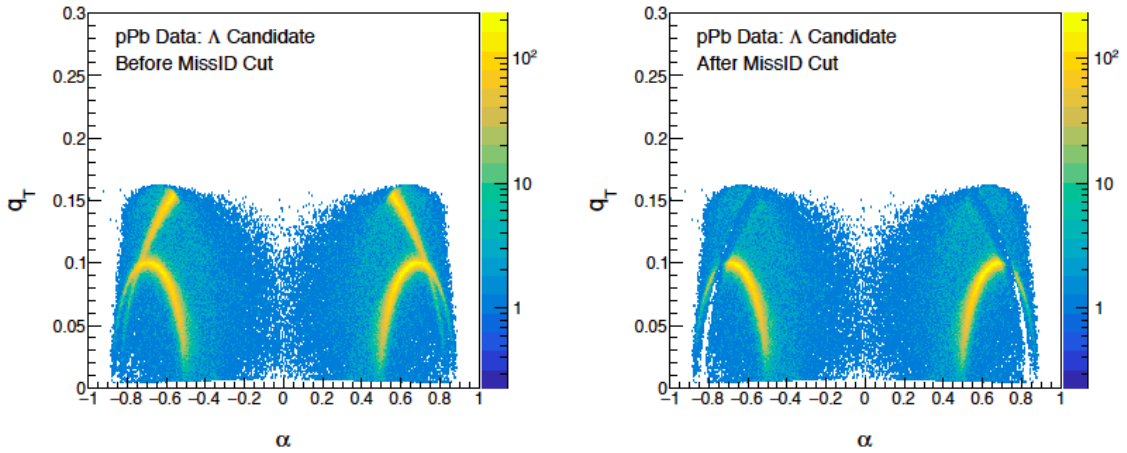 pPb Data: Λ Candidate
Before MissID Cut
0.3
0.25
0.2
0.15
0.1
0.05
0
q_T
−1 −0.8 −0.6 −0.4 −0.2 0 0.2 0.4 0.6 0.8 1
α
10²
10
1
pPb Data: Λ Candidate
After MissID Cut
0.3
0.25
0.2
0.15
0.1
0.05
0
q_T
−1 −0.8 −0.6 −0.4 −0.2 0 0.2 0.4 0.6 0.8 1
α
10²
10
1